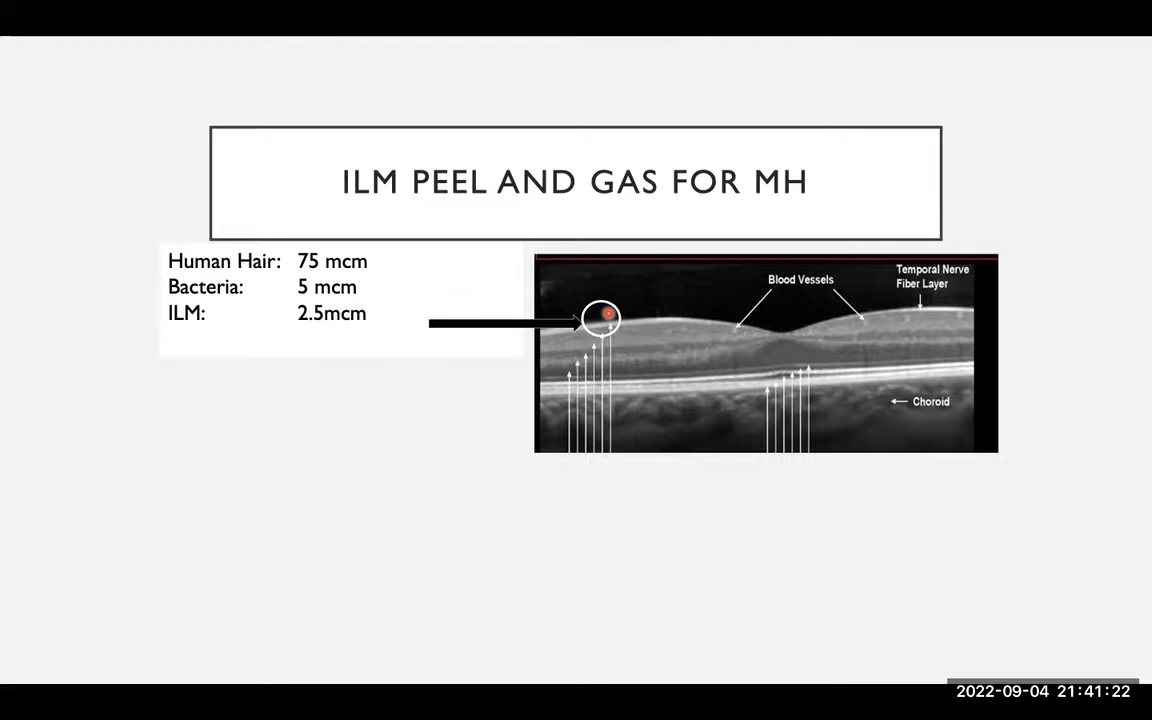 ILM PEEL AND GAS FOR MH
Human Hair: 75 mcm
Bacteria: 5 mcm
ILM: 2.5mcm
Blood Vessels
Temporal Nerve
Fiber Layer
Choroid
2022-09-04 21:41:22